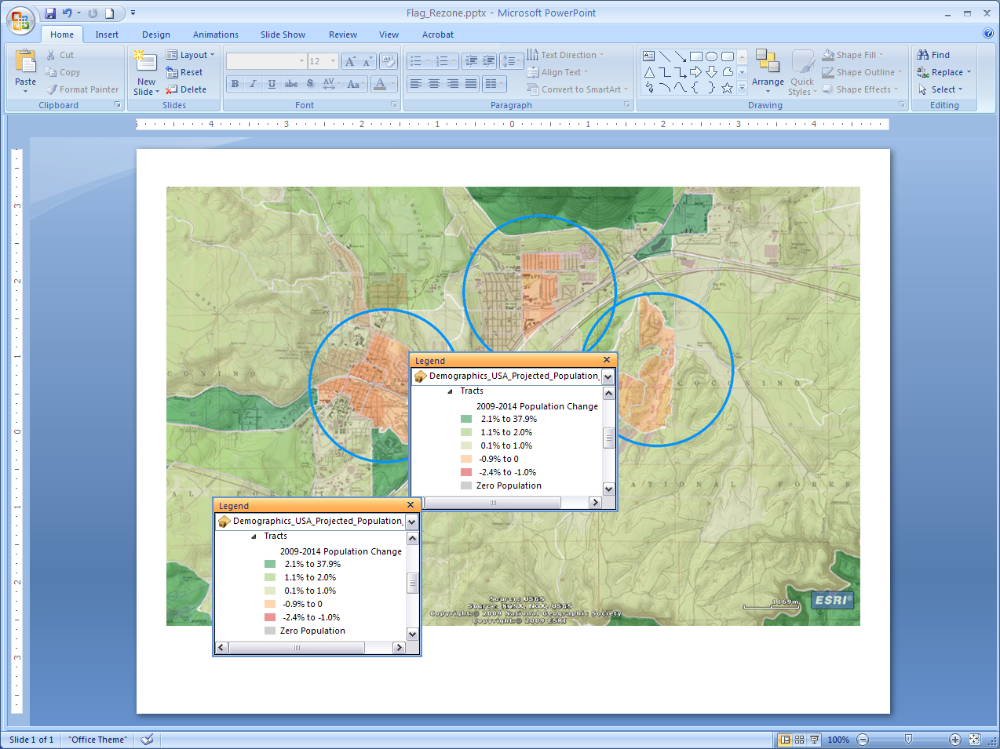 Flag_Rezone.pptx - Microsoft PowerPoint
Home Insert Design Animations Slide Show Review View Acrobat
Paste
Cut
Copy
Format Painter
Clipboard
New Slide
Layout
Reset
Delete
Slides
12
B I U abc S AV Aa A
Font
Text Direction
Align Text
Convert to SmartArt
Paragraph
Arrange
Quick Styles
Shape Fill
Shape Outline
Shape Effects
Drawing
Find
Replace
Select
Editing
5 4 3 2 1 0 1 2 3 4
3
2
1
0
1
2
3
COCONINO
NATIONAL FORES
Legend
Demographics_USA_Projected_Population_
Tracts
2009-2014 Population Change
2.1% to 37.9%
1.1% to 2.0%
0.1% to 1.0%
-0.9% to 0
-2.4% to -1.0%
Zero Population
Legend
Demographics_USA_Projected_Population_
Tracts
2009-2014 Population Change
2.1% to 37.9%
1.1% to 2.0%
0.1% to 1.0%
-0.9% to 0
-2.4% to -1.0%
Zero Population
Source: USGS
Source: NWSX, NGX, USGS
Copyright:© 2009 National Geographic Society
Copyright:© 2009 ESRI
1169m
ESRI®
Slide 1 of 1
"Office Theme"
100%